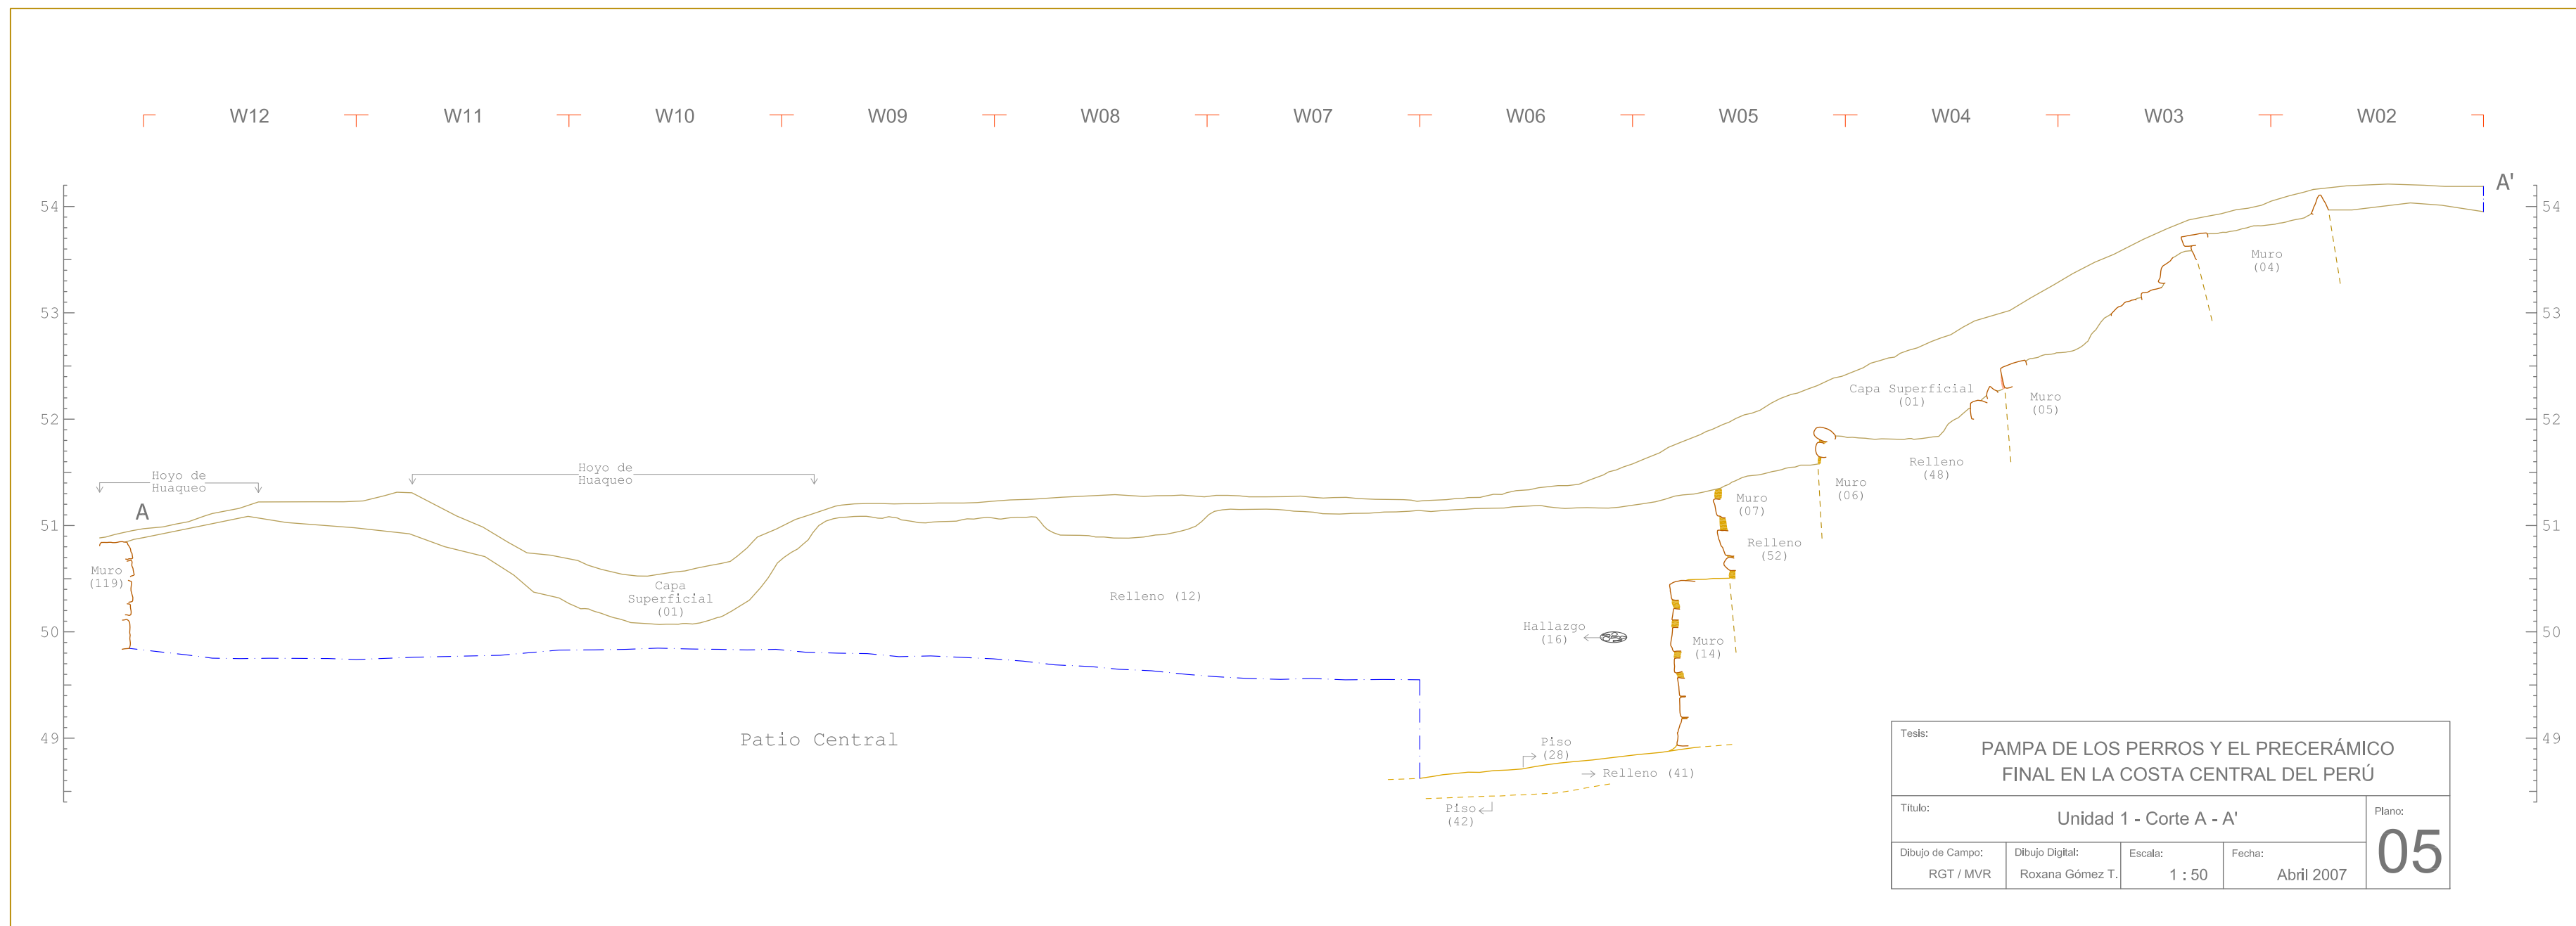 W12 W11 W10 W09 W08 W07 W06 W05 W04 W03 W02
A'
54 54
53 53
52 52
51 51
50 50
49 49
Muro
(04)
Capa Superficial
(01)
Muro
(05)
Relleno
(48)
Muro
(06)
Hoyo de
Huaqueo
Hoyo de
Huaqueo
A
Muro
(07)
Relleno
(52)
Muro
(119)
Capa
Superficial
(01)
Relleno (12)
Hallazgo
(16)
Muro
(14)
Patio Central
Piso
(28)
Relleno (41)
Piso
(42)
Tesis:
PAMPA DE LOS PERROS Y EL PRECERÁMICO
FINAL EN LA COSTA CENTRAL DEL PERÚ
Título:
Unidad 1 - Corte A - A'
Plano:
05
Dibujo de Campo:
RGT / MVR
Dibujo Digital:
Roxana Gómez T.
Escala:
1 : 50
Fecha:
Abril 2007